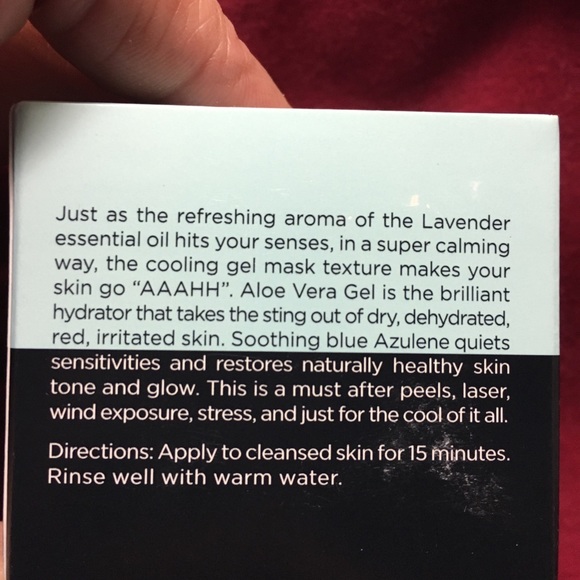 Just as the refreshing aroma of the Lavender
essential oil hits your senses, in a super calming
way, the cooling gel mask texture makes your
skin go “AAAHH”. Aloe Vera Gel is the brilliant
hydrator that takes the sting out of dry, dehydrated,
red, irritated skin. Soothing blue Azulene quiets
sensitivities and restores naturally healthy skin
tone and glow. This is a must after peels, laser,
wind exposure, stress, and just for the cool of it all.
Directions: Apply to cleansed skin for 15 minutes.
Rinse well with warm water.